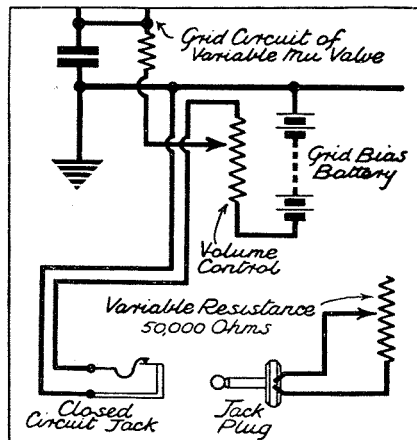 Grid Circuit of
Variable Mu Valve
Grid Bias
Battery
Volume
Control
Variable Resistance
50,000 Ohms
Closed
Circuit Jack
Jack
Plug